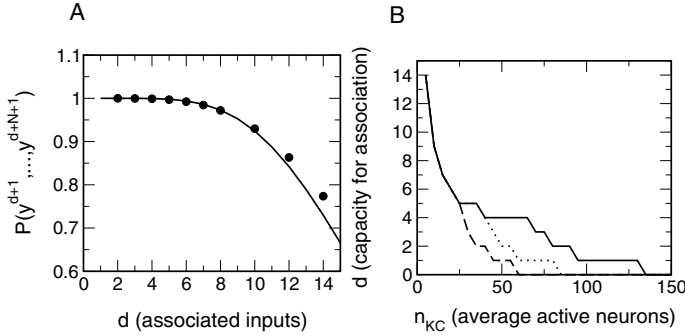 A
B
P(y^{d+1},...,y^{d+N+1})
1.1
1
0.9
0.8
0.7
0.6
0 2 4 6 8 10 12 14
d (associated inputs)
d (capacity for association)
14
12
10
8
6
4
2
0
0 50 100 150
n_{KC} (average active neurons)